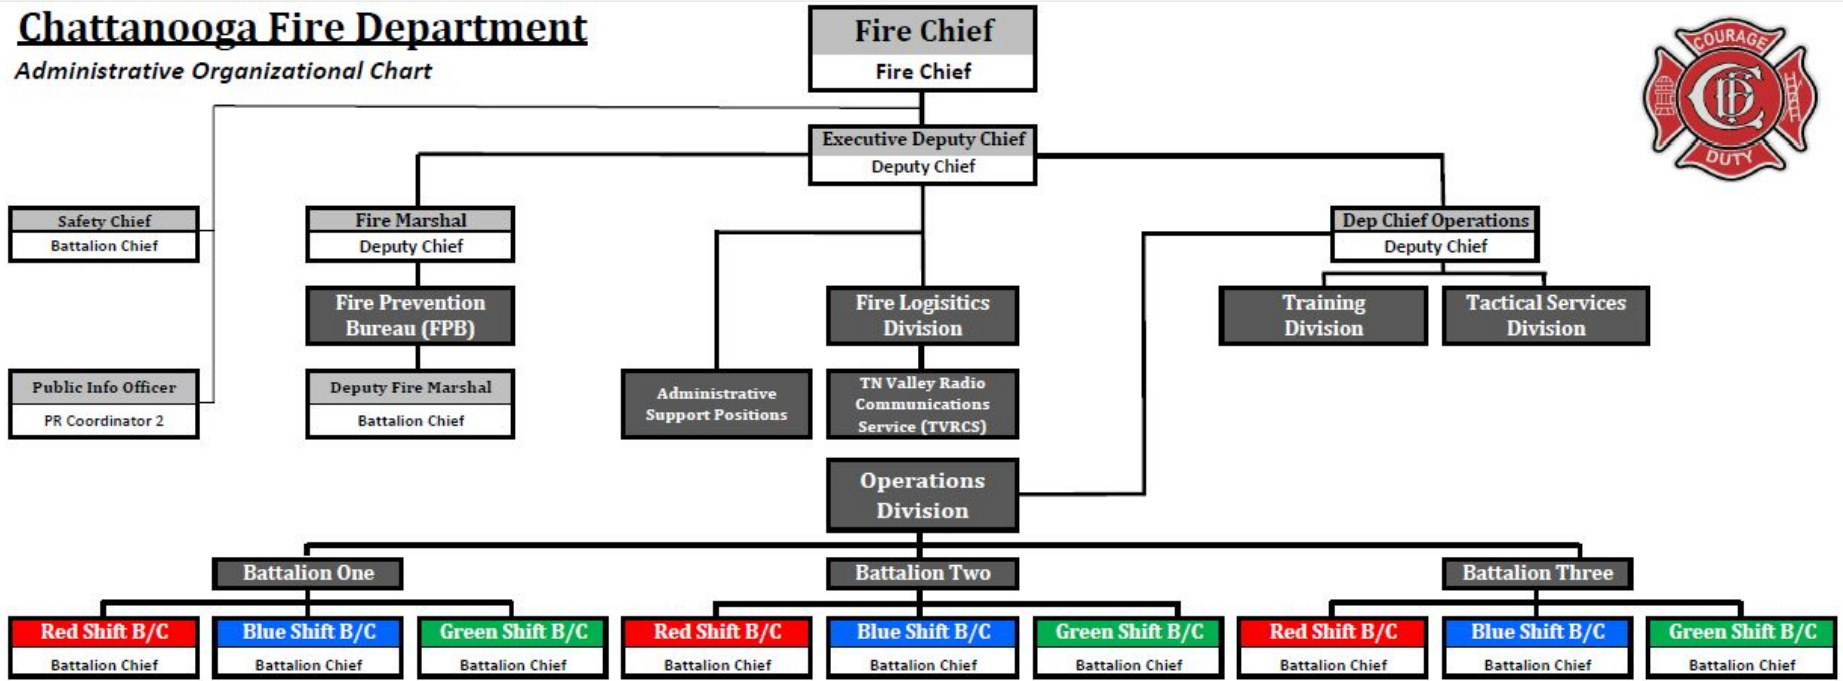 Chattanooga Fire Department
Administrative Organizational Chart
Fire Chief
Fire Chief
COURAGE
CFD
DUTY
Executive Deputy Chief
Deputy Chief
Safety Chief
Battalion Chief
Fire Marshal
Deputy Chief
Dep Chief Operations
Deputy Chief
Fire Prevention
Bureau (FPB)
Fire Logisitics
Division
Training
Division
Tactical Services
Division
Public Info Officer
PR Coordinator 2
Deputy Fire Marshal
Battalion Chief
Administrative
Support Positions
TN Valley Radio
Communications
Service (TVRCS)
Operations
Division
Battalion One
Battalion Two
Battalion Three
Red Shift B/C
Battalion Chief
Blue Shift B/C
Battalion Chief
Green Shift B/C
Battalion Chief
Red Shift B/C
Battalion Chief
Blue Shift B/C
Battalion Chief
Green Shift B/C
Battalion Chief
Red Shift B/C
Battalion Chief
Blue Shift B/C
Battalion Chief
Green Shift B/C
Battalion Chief